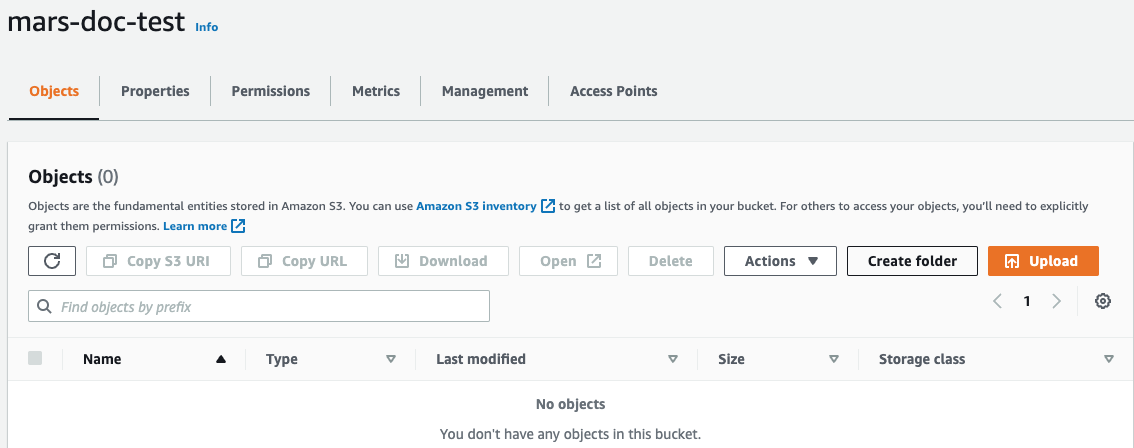 mars-doc-test Info
Objects Properties Permissions Metrics Management Access Points
Objects (0)
Objects are the fundamental entities stored in Amazon S3. You can use Amazon S3 inventory to get a list of all objects in your bucket. For others to access your objects, you’ll need to explicitly
grant them permissions. Learn more
Copy S3 URI Copy URL Download Open Delete Actions Create folder Upload
Find objects by prefix 1
Name Type Last modified Size Storage class
No objects
You don't have any objects in this bucket.